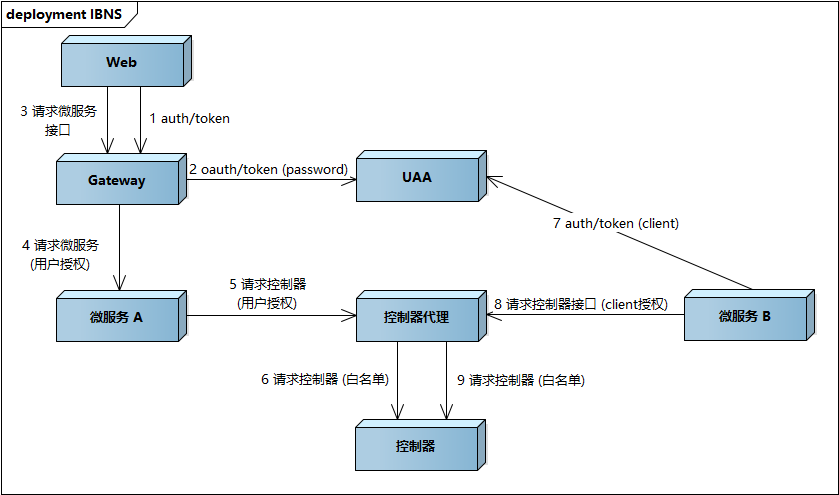 deployment IBNS
Web
3 请求微服务
接口
1 auth/token
Gateway
2 oauth/token (password)
UAA
7 auth/token (client)
4 请求微服务
(用户授权)
5 请求控制器
(用户授权)
微服务 A
控制器代理
8 请求控制器接口 (client授权)
微服务 B
6 请求控制器 (白名单)
9 请求控制器 (白名单)
控制器